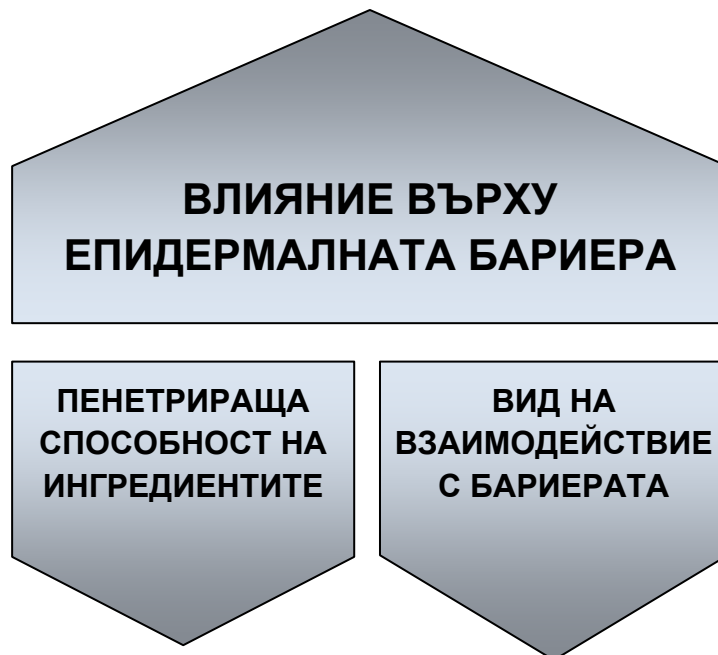 ВЛИЯНИЕ ВЪРХУ
ЕПИДЕРМАЛНАТА БАРИЕРА
ПЕНЕТРИРАЩА
СПОСОБНОСТ НА
ИНГРЕДИЕНТИТЕ
ВИД НА
ВЗАИМОДЕЙСТВИЕ
С БАРИЕРАТА